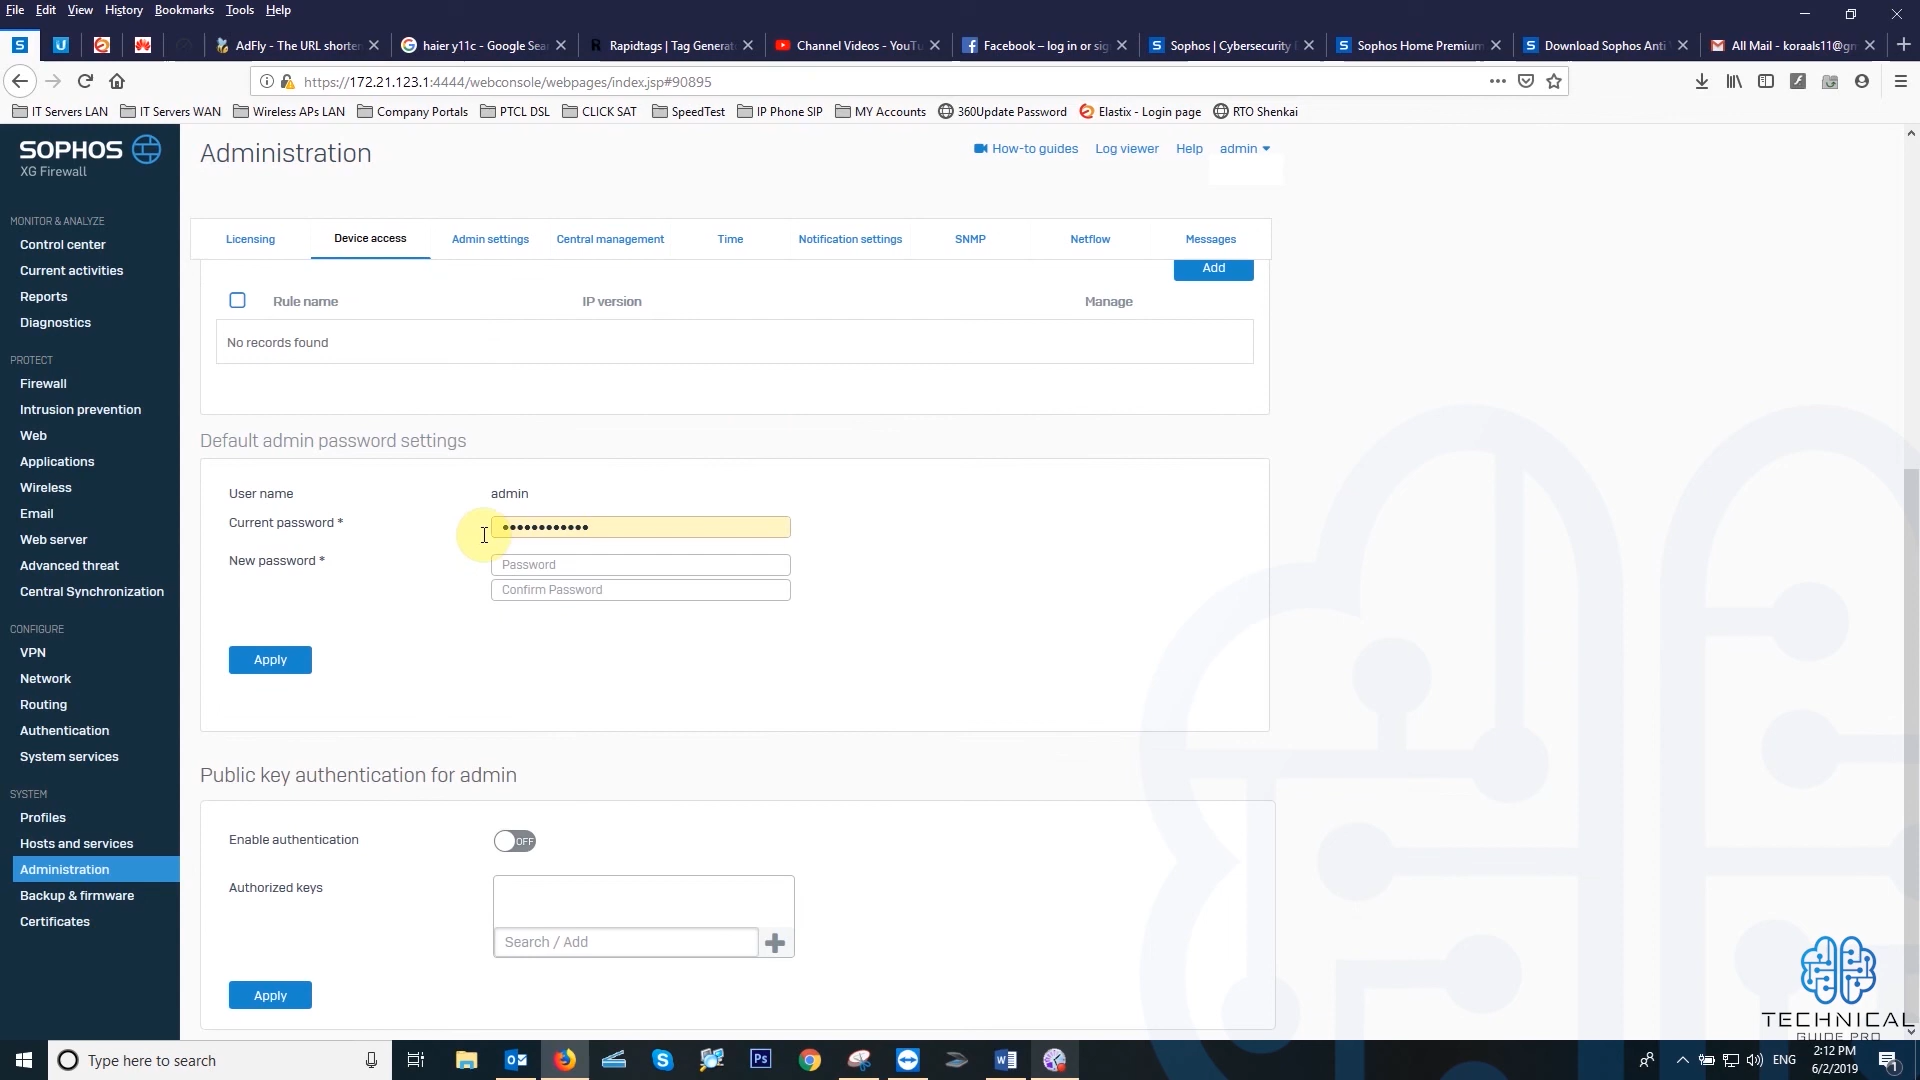 File Edit View History Bookmarks Tools Help
AdFly - The URL shorten haier y11c - Google Sea Rapidtags | Tag Generat Channel Videos - YouTu Facebook – log in or sig Sophos | Cybersecurity Sophos Home Premium Download Sophos Anti All Mail - koraals11@gm
https://172.21.123.1:4444/webconsole/webpages/index.jsp#90895
IT Servers LAN IT Servers WAN Wireless APs LAN Company Portals PTCL DSL CLICK SAT SpeedTest IP Phone SIP MY Accounts 360Update Password Elastix - Login page RTO Shenkai
SOPHOS
XG Firewall
Administration
How-to guides Log viewer Help admin
MONITOR & ANALYZE
Control center
Current activities
Reports
Diagnostics
PROTECT
Firewall
Intrusion prevention
Web
Applications
Wireless
Email
Web server
Advanced threat
Central Synchronization
CONFIGURE
VPN
Network
Routing
Authentication
System services
SYSTEM
Profiles
Hosts and services
Administration
Backup & firmware
Certificates
Licensing Device access Admin settings Central management Time Notification settings SNMP Netflow Messages
Add
Rule name IP version Manage
No records found
Default admin password settings
User name admin
Current password * ••••••••••••
New password * Password
Confirm Password
Apply
Public key authentication for admin
Enable authentication OFF
Authorized keys
Search / Add
Apply
TECHNICAL
GUIDE PRO
Type here to search
ENG
2:12 PM
6/2/2019
1